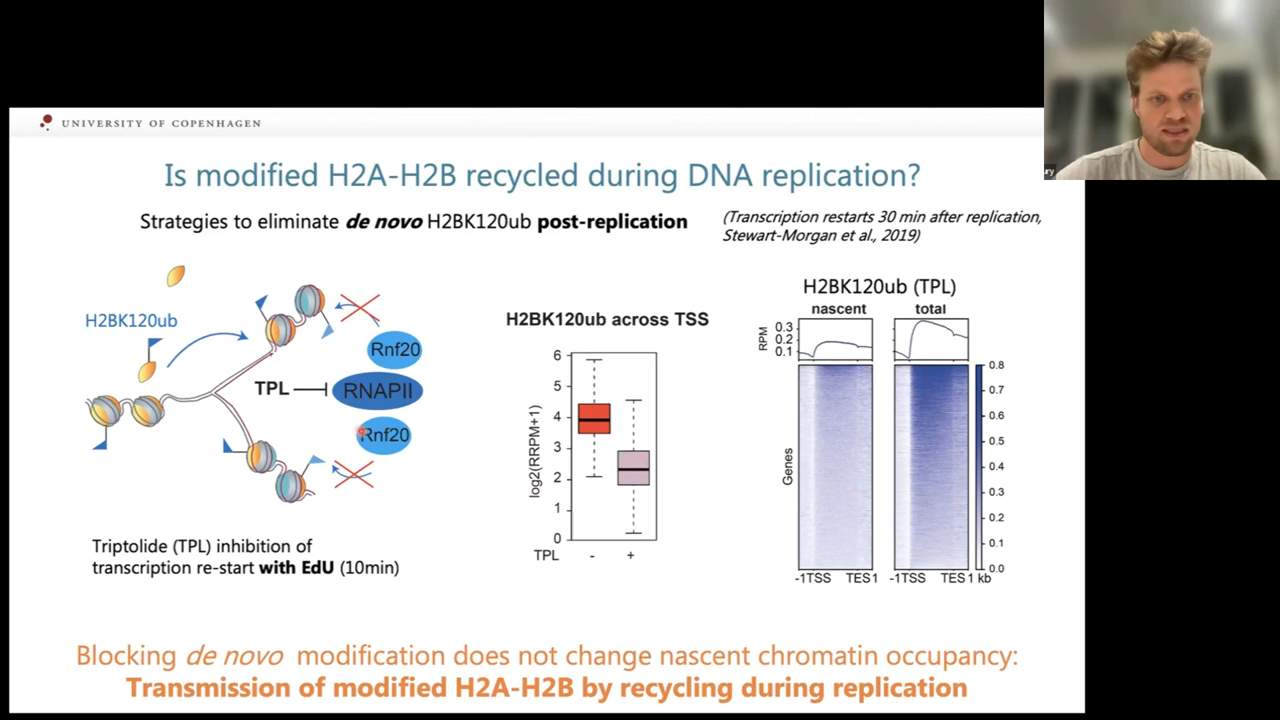 UNIVERSITY OF COPENHAGEN
ury
Is modified H2A-H2B recycled during DNA replication?
Strategies to eliminate de novo H2BK120ub post-replication
(Transcription restarts 30 min after replication,
Stewart-Morgan et al., 2019)
H2BK120ub
Rnf20
TPL
RNAPII
Rnf20
Triptolide (TPL) inhibition of
transcription re-start with EdU (10min)
H2BK120ub across TSS
log2(RRPM+1)
6
5
4
3
2
1
0
TPL - +
H2BK120ub (TPL)
nascent total
RPM
0.3
0.2
0.1
Genes
0.8
0.7
0.6
0.5
0.4
0.3
0.2
0.1
0.0
-1TSS TES1 -1TSS TES1 kb
Blocking de novo modification does not change nascent chromatin occupancy:
Transmission of modified H2A-H2B by recycling during replication